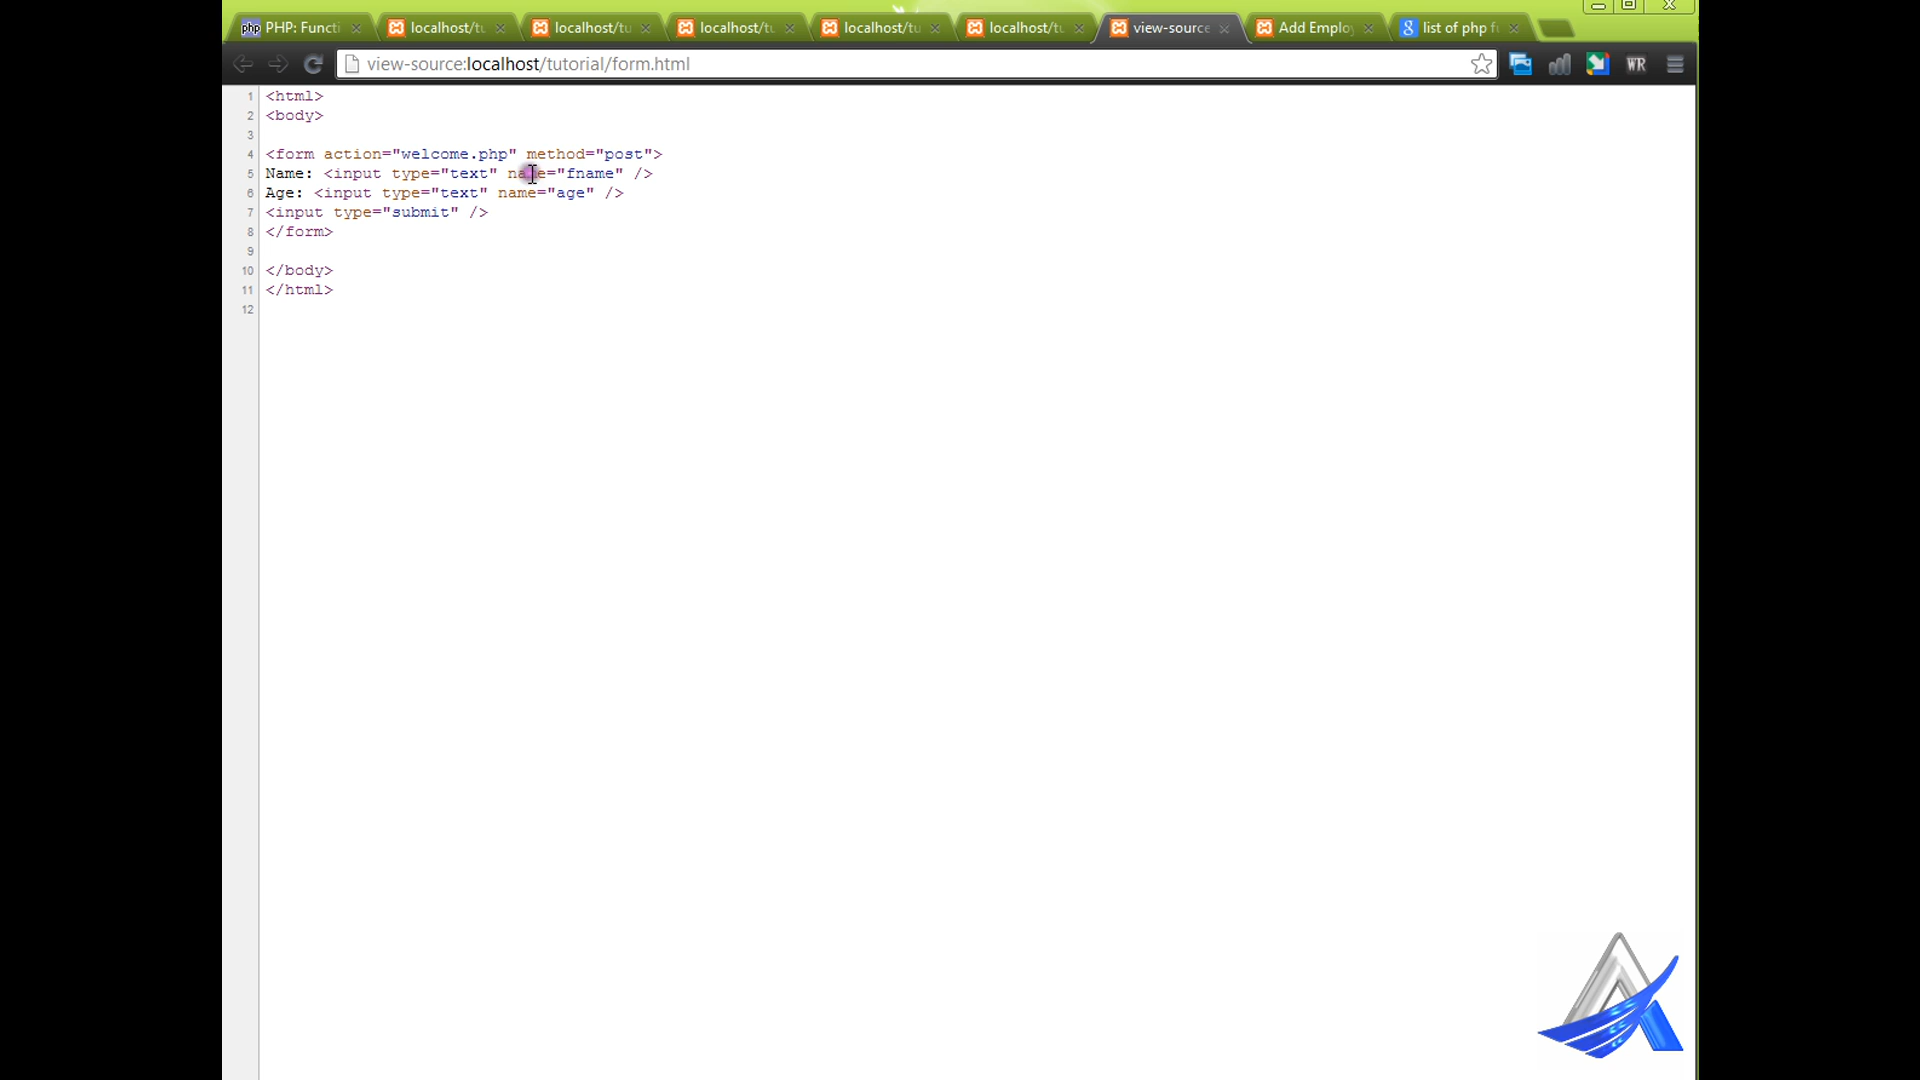 PHP: Functi
localhost/tu
localhost/tu
localhost/tu
localhost/tu
localhost/tu
view-source
Add Emplo
list of php f
view-source:localhost/tutorial/form.html
WR
1 <html>
2 <body>
3
4 <form action="welcome.php" method="post">
5 Name: <input type="text" name="fname" />
6 Age: <input type="text" name="age" />
7 <input type="submit" />
8 </form>
9
10 </body>
11 </html>
12